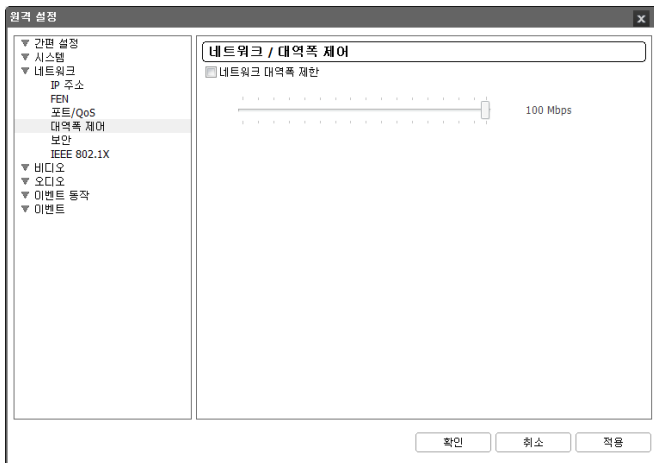 원격 설정
간편 설정
시스템
네트워크
IP 주소
FEN
포트/QoS
대역폭 제어
보안
IEEE 802.1X
비디오
오디오
이벤트 동작
이벤트
네트워크 / 대역폭 제어
네트워크 대역폭 제한
100 Mbps
확인 취소 적용